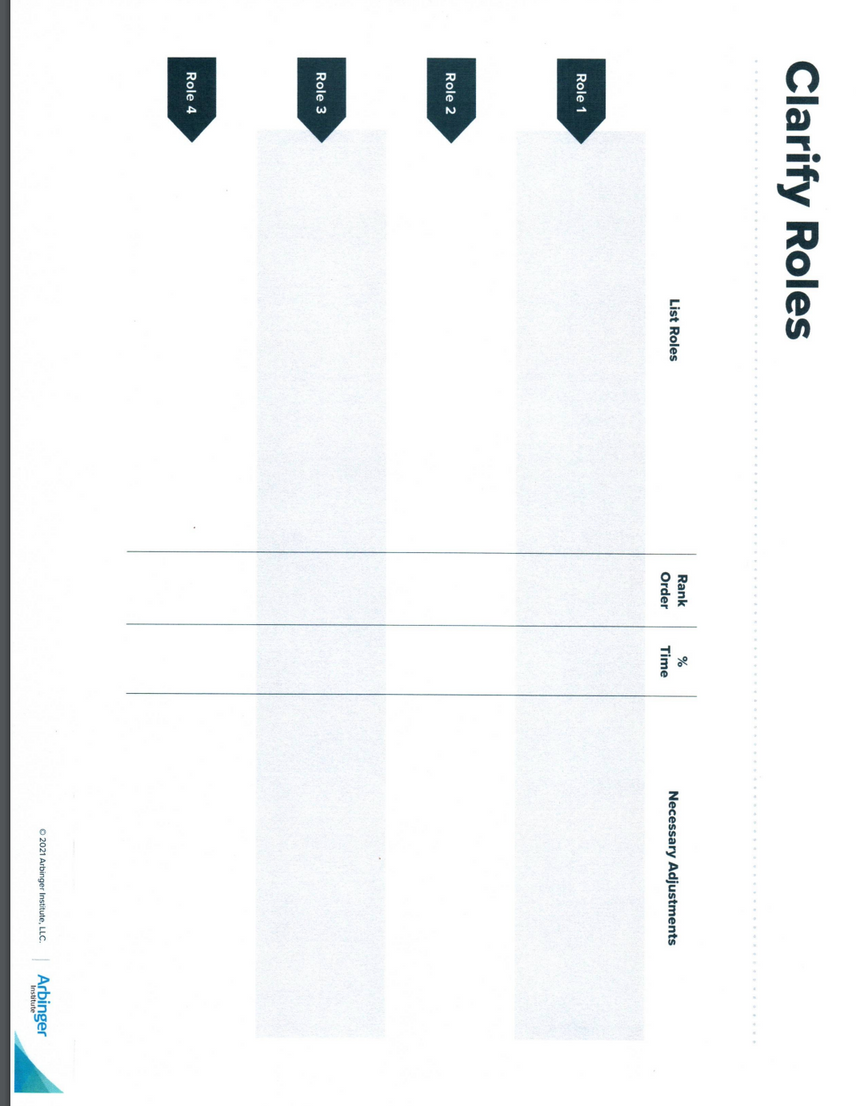 Clarify Roles
List Roles
Rank
Order
%
Time
Necessary Adjustments
Role 1
Role 2
Role 3
Role 4
© 2021 Arbinger Institute, LLC.
Arbinger
Institute